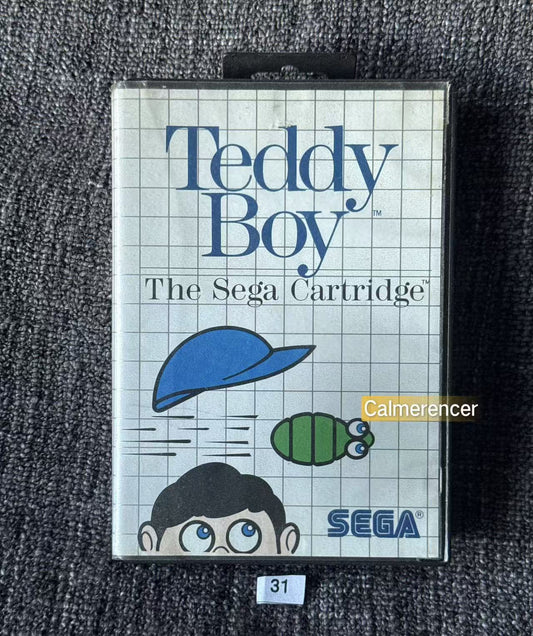 Teddy
Boy™
The Sega Cartridge™
Calmerencer
SEGA®
31